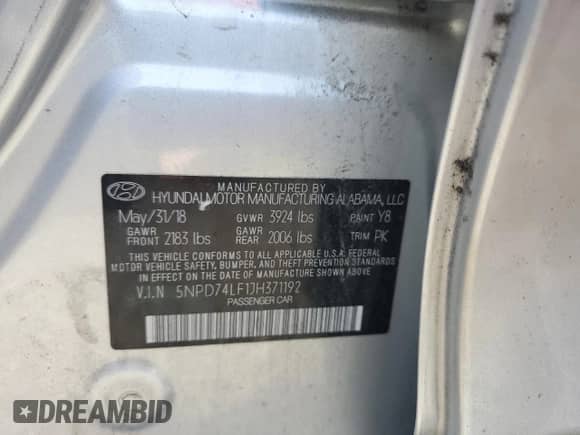 MANUFACTURED BY
HYUNDAI MOTOR MANUFACTURING ALABAMA, LLC
May/31/18 GVWR 3924 lbs PAINT Y8
GAWR FRONT 2183 lbs GAWR REAR 2006 lbs TRIM PK
THIS VEHICLE CONFORMS TO ALL APPLICABLE U.S.A. FEDERAL
MOTOR VEHICLE SAFETY, BUMPER, AND THEFT PREVENTION STANDARDS
IN EFFECT ON THE DATE OF MANUFACTURE SHOWN ABOVE.
V.I.N 5NPD74LF1JH371192
PASSENGER CAR
DREAMBID